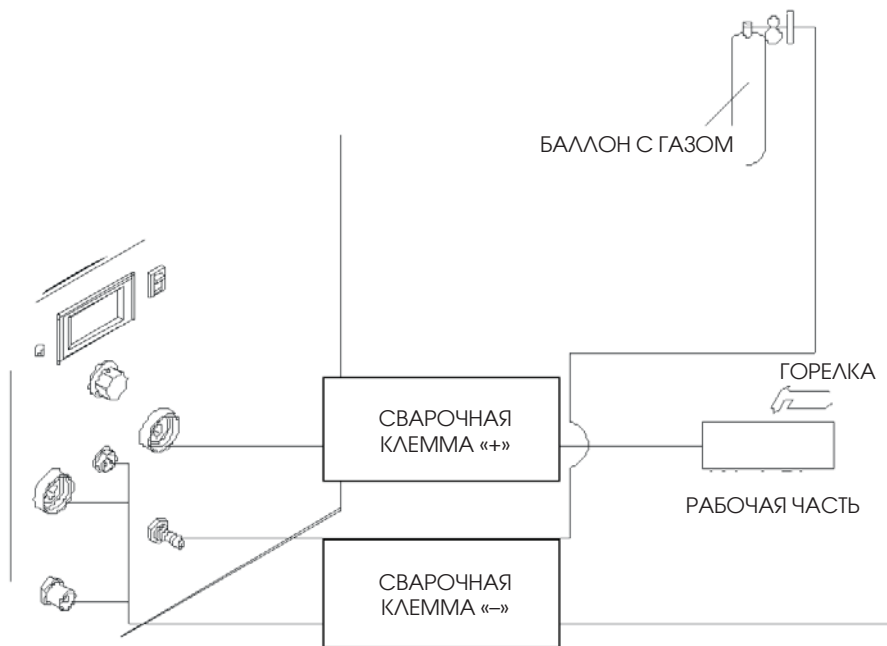 БАЛЛОН С ГАЗОМ
ГОРЕЛКА
СВАРОЧНАЯ
КЛЕММА «+»
РАБОЧАЯ ЧАСТЬ
СВАРОЧНАЯ
КЛЕММА «–»